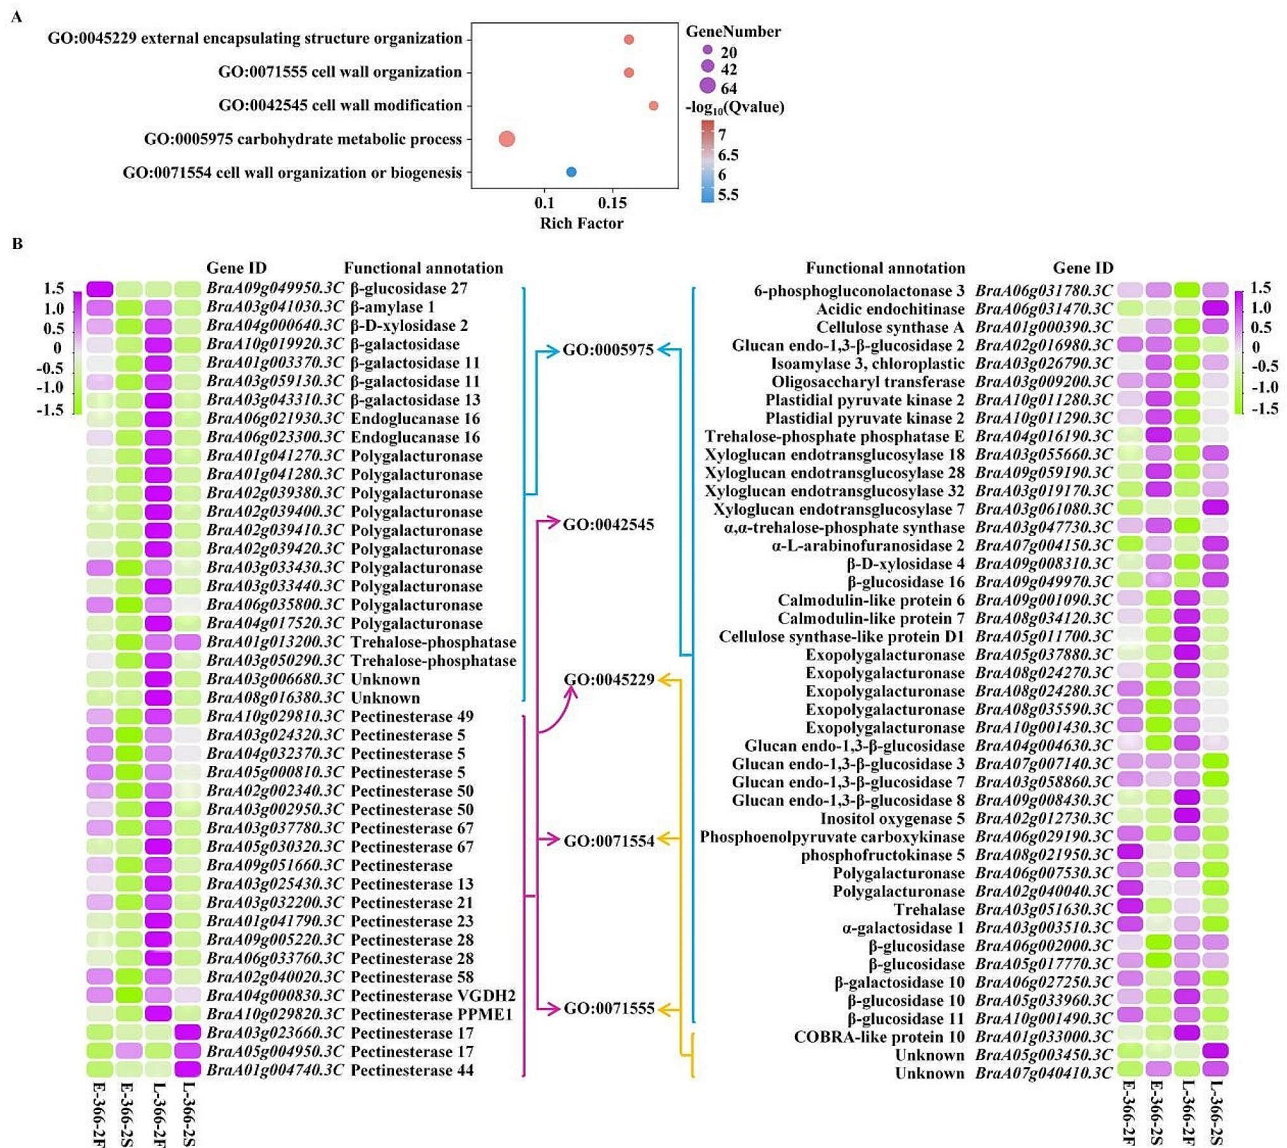 A
GO:0045229 external encapsulating structure organization
GO:0071555 cell wall organization
GO:0042545 cell wall modification
GO:0005975 carbohydrate metabolic process
GO:0071554 cell wall organization or biogenesis
0.1 0.15
Rich Factor
GeneNumber
20
42
64
-log10(Qvalue)
7
6.5
6
5.5
B
1.5
1.0
0.5
0
-0.5
-1.0
-1.5
Gene ID Functional annotation
BraA09g049950.3C β-glucosidase 27
BraA03g041030.3C β-amylase 1
BraA04g000640.3C β-D-xylosidase 2
BraA10g019920.3C β-galactosidase
BraA01g003370.3C β-galactosidase 11
BraA03g059130.3C β-galactosidase 11
BraA03g043310.3C β-galactosidase 13
BraA06g021930.3C Endoglucanase 16
BraA06g023300.3C Endoglucanase 16
BraA01g041270.3C Polygalacturonase
BraA01g041280.3C Polygalacturonase
BraA02g039380.3C Polygalacturonase
BraA02g039400.3C Polygalacturonase
BraA02g039410.3C Polygalacturonase
BraA02g039420.3C Polygalacturonase
BraA03g033430.3C Polygalacturonase
BraA03g033440.3C Polygalacturonase
BraA06g035800.3C Polygalacturonase
BraA04g017520.3C Polygalacturonase
BraA01g013200.3C Trehalose-phosphatase
BraA03g050290.3C Trehalose-phosphatase
BraA03g006680.3C Unknown
BraA08g016380.3C Unknown
BraA10g029810.3C Pectinesterase 49
BraA03g024320.3C Pectinesterase 5
BraA04g032370.3C Pectinesterase 5
BraA05g000810.3C Pectinesterase 5
BraA02g002340.3C Pectinesterase 50
BraA03g002950.3C Pectinesterase 50
BraA03g037780.3C Pectinesterase 67
BraA05g030320.3C Pectinesterase 67
BraA09g051660.3C Pectinesterase
BraA03g025430.3C Pectinesterase 13
BraA03g032200.3C Pectinesterase 21
BraA01g041790.3C Pectinesterase 23
BraA09g005220.3C Pectinesterase 28
BraA06g033760.3C Pectinesterase 28
BraA02g040020.3C Pectinesterase 58
BraA04g000830.3C Pectinesterase VGDH2
BraA10g029820.3C Pectinesterase PPME1
BraA03g023660.3C Pectinesterase 17
BraA05g004950.3C Pectinesterase 17
BraA01g004740.3C Pectinesterase 44
E-366-2F E-366-2S L-366-2F L-366-2S
GO:0005975
GO:0042545
GO:0045229
GO:0071554
GO:0071555
Functional annotation Gene ID
6-phosphogluconolactonase 3 BraA06g031780.3C
Acidic endochitinase BraA06g031470.3C
Cellulose synthase A BraA01g000390.3C
Glucan endo-1,3-β-glucosidase 2 BraA02g016980.3C
Isoamylase 3, chloroplastic BraA03g026790.3C
Oligosaccharyl transferase BraA03g009200.3C
Plastidial pyruvate kinase 2 BraA10g011280.3C
Plastidial pyruvate kinase 2 BraA10g011290.3C
Trehalose-phosphate phosphatase E BraA04g016190.3C
Xyloglucan endotransglucosylase 18 BraA03g055660.3C
Xyloglucan endotransglucosylase 28 BraA09g059190.3C
Xyloglucan endotransglucosylase 32 BraA03g019170.3C
Xyloglucan endotransglucosylase 7 BraA03g061080.3C
α,α-trehalose-phosphate synthase BraA03g047730.3C
α-L-arabinofuranosidase 2 BraA07g004150.3C
β-D-xylosidase 4 BraA09g008310.3C
β-glucosidase 16 BraA09g049970.3C
Calmodulin-like protein 6 BraA09g001090.3C
Calmodulin-like protein 7 BraA08g034120.3C
Cellulose synthase-like protein D1 BraA05g011700.3C
Exopolygalacturonase BraA05g037880.3C
Exopolygalacturonase BraA08g024270.3C
Exopolygalacturonase BraA08g024280.3C
Exopolygalacturonase BraA08g035590.3C
Exopolygalacturonase BraA10g001430.3C
Glucan endo-1,3-β-glucosidase BraA04g004630.3C
Glucan endo-1,3-β-glucosidase 3 BraA07g007140.3C
Glucan endo-1,3-β-glucosidase 7 BraA03g058860.3C
Glucan endo-1,3-β-glucosidase 8 BraA09g008430.3C
Inositol oxygenase 5 BraA02g012730.3C
Phosphoenolpyruvate carboxykinase BraA06g029190.3C
phosphofructokinase 5 BraA08g021950.3C
Polygalacturonase BraA06g007530.3C
Polygalacturonase BraA02g040040.3C
Trehalase BraA03g051630.3C
α-galactosidase 1 BraA03g003510.3C
β-glucosidase BraA06g002000.3C
β-glucosidase BraA05g017770.3C
β-galactosidase 10 BraA06g027250.3C
β-glucosidase 10 BraA05g033960.3C
β-glucosidase 11 BraA10g001490.3C
COBRA-like protein 10 BraA01g033000.3C
Unknown BraA05g003450.3C
Unknown BraA07g040410.3C
E-366-2F E-366-2S L-366-2F L-366-2S
1.5
1.0
0.5
0
-0.5
-1.0
-1.5